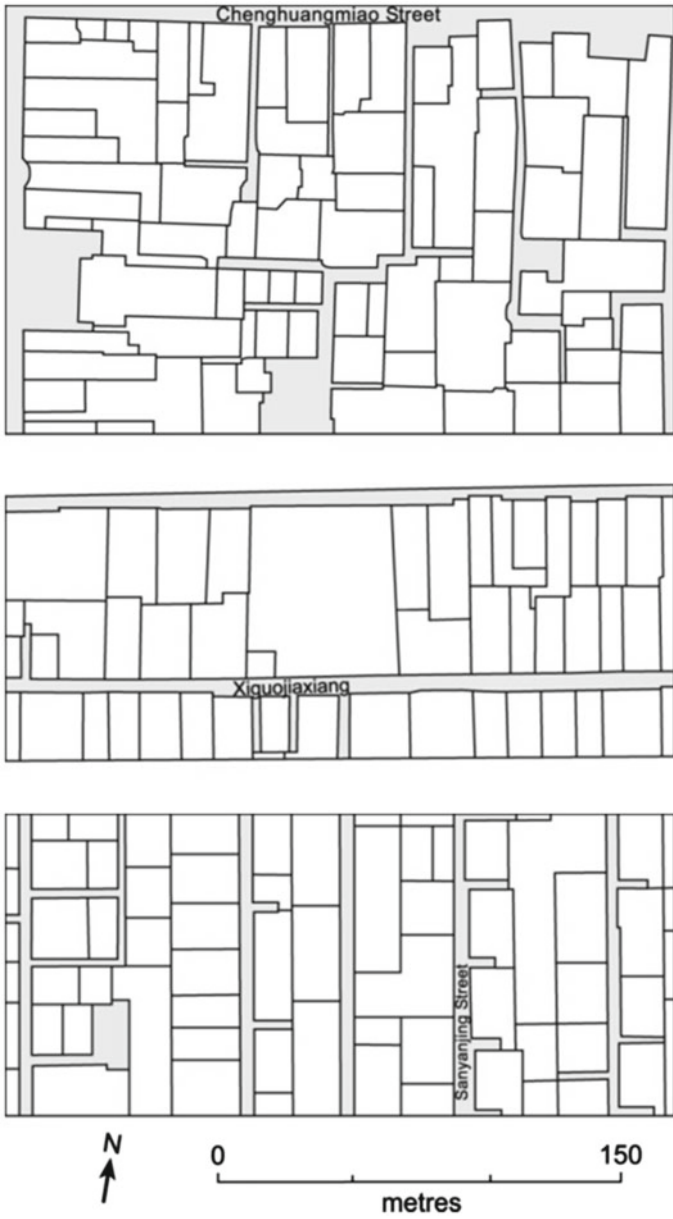 Chenghuangmiao Street
Xiguojiaxiang
Sanyanjing Street
N
0
150
metres